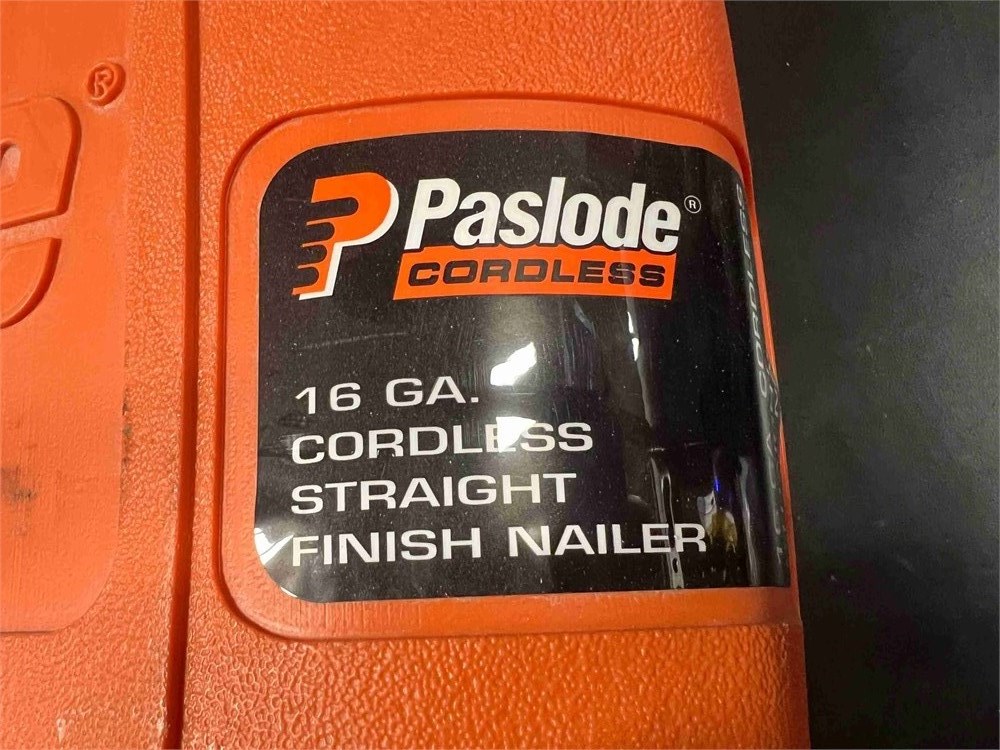 ®
Paslode®
CORDLESS
16 GA.
CORDLESS
STRAIGHT
FINISH NAILER